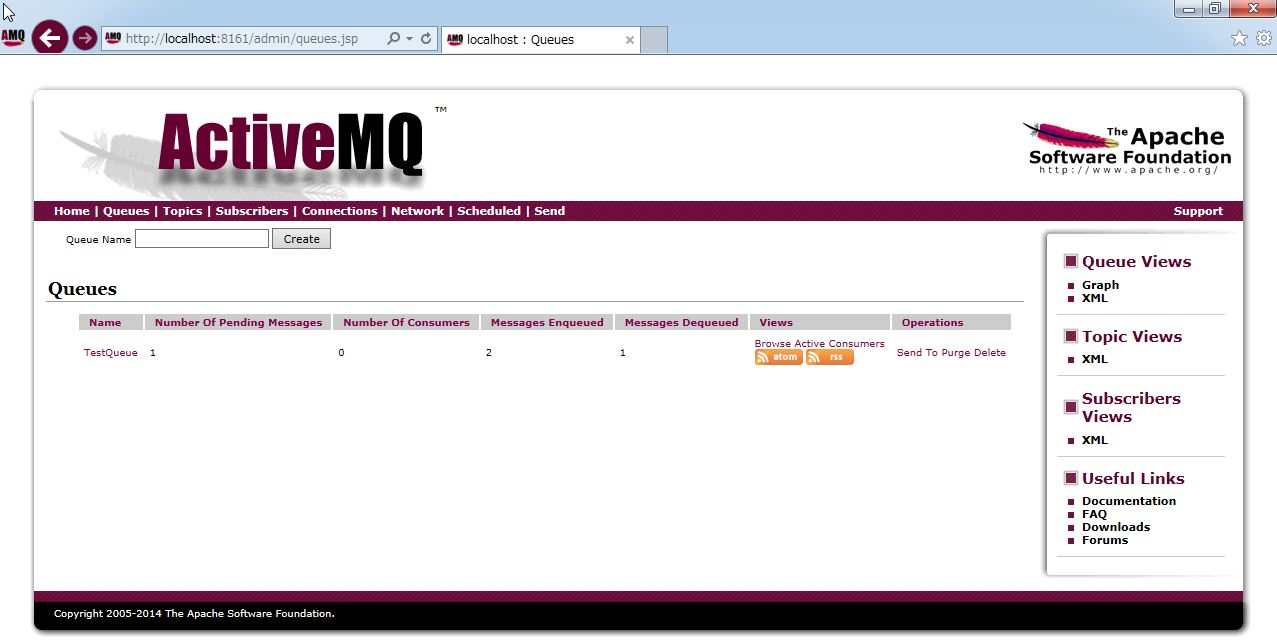 AMQ
http://localhost:8161/admin/queues.jsp
AMQ localhost : Queues
ActiveMQ™
The Apache
Software Foundation
http://www.apache.org/
Home | Queues | Topics | Subscribers | Connections | Network | Scheduled | Send
Support
Queue Name
Create
Queues
Name Number Of Pending Messages Number Of Consumers Messages Enqueued Messages Dequeued Views Operations
TestQueue 1 0 2 1 Browse Active Consumers Send To Purge Delete
atom rss
Queue Views
Graph
XML
Topic Views
XML
Subscribers
Views
XML
Useful Links
Documentation
FAQ
Downloads
Forums
Copyright 2005-2014 The Apache Software Foundation.